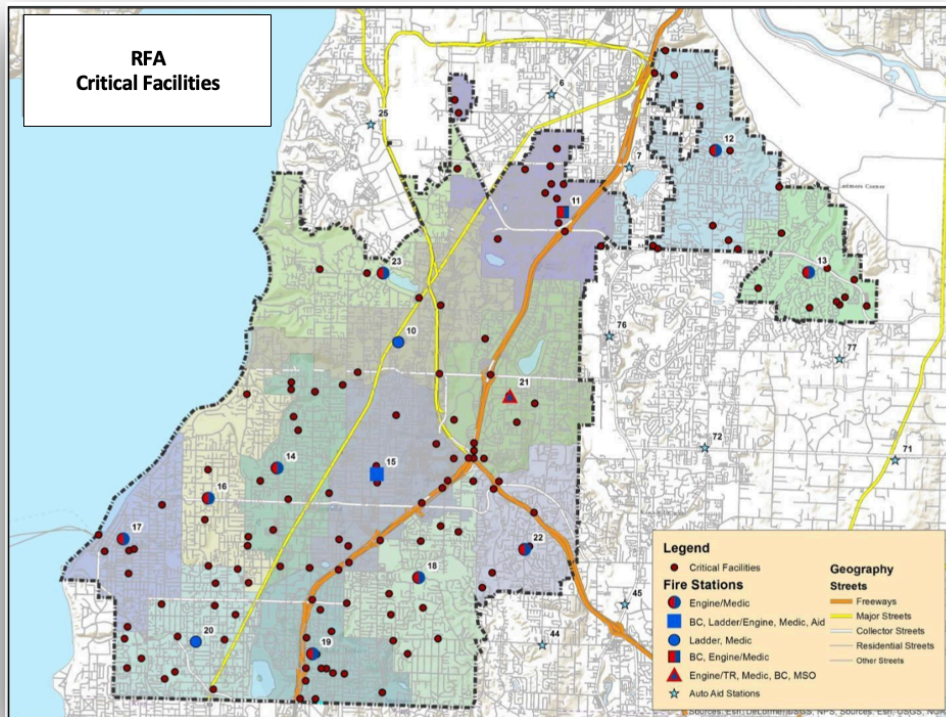 RFA
Critical Facilities
6
25
12
7
11
13
23
10
76
77
21
72
71
14
15
16
17
22
18
45
20
19
44
Legend
Critical Facilities
Fire Stations
Engine/Medic
BC, Ladder/Engine, Medic, Aid
Ladder, Medic
BC, Engine/Medic
Engine/TR, Medic, BC, MSO
Auto Aid Stations
Geography
Streets
Freeways
Major Streets
Collector Streets
Residential Streets
Other Streets